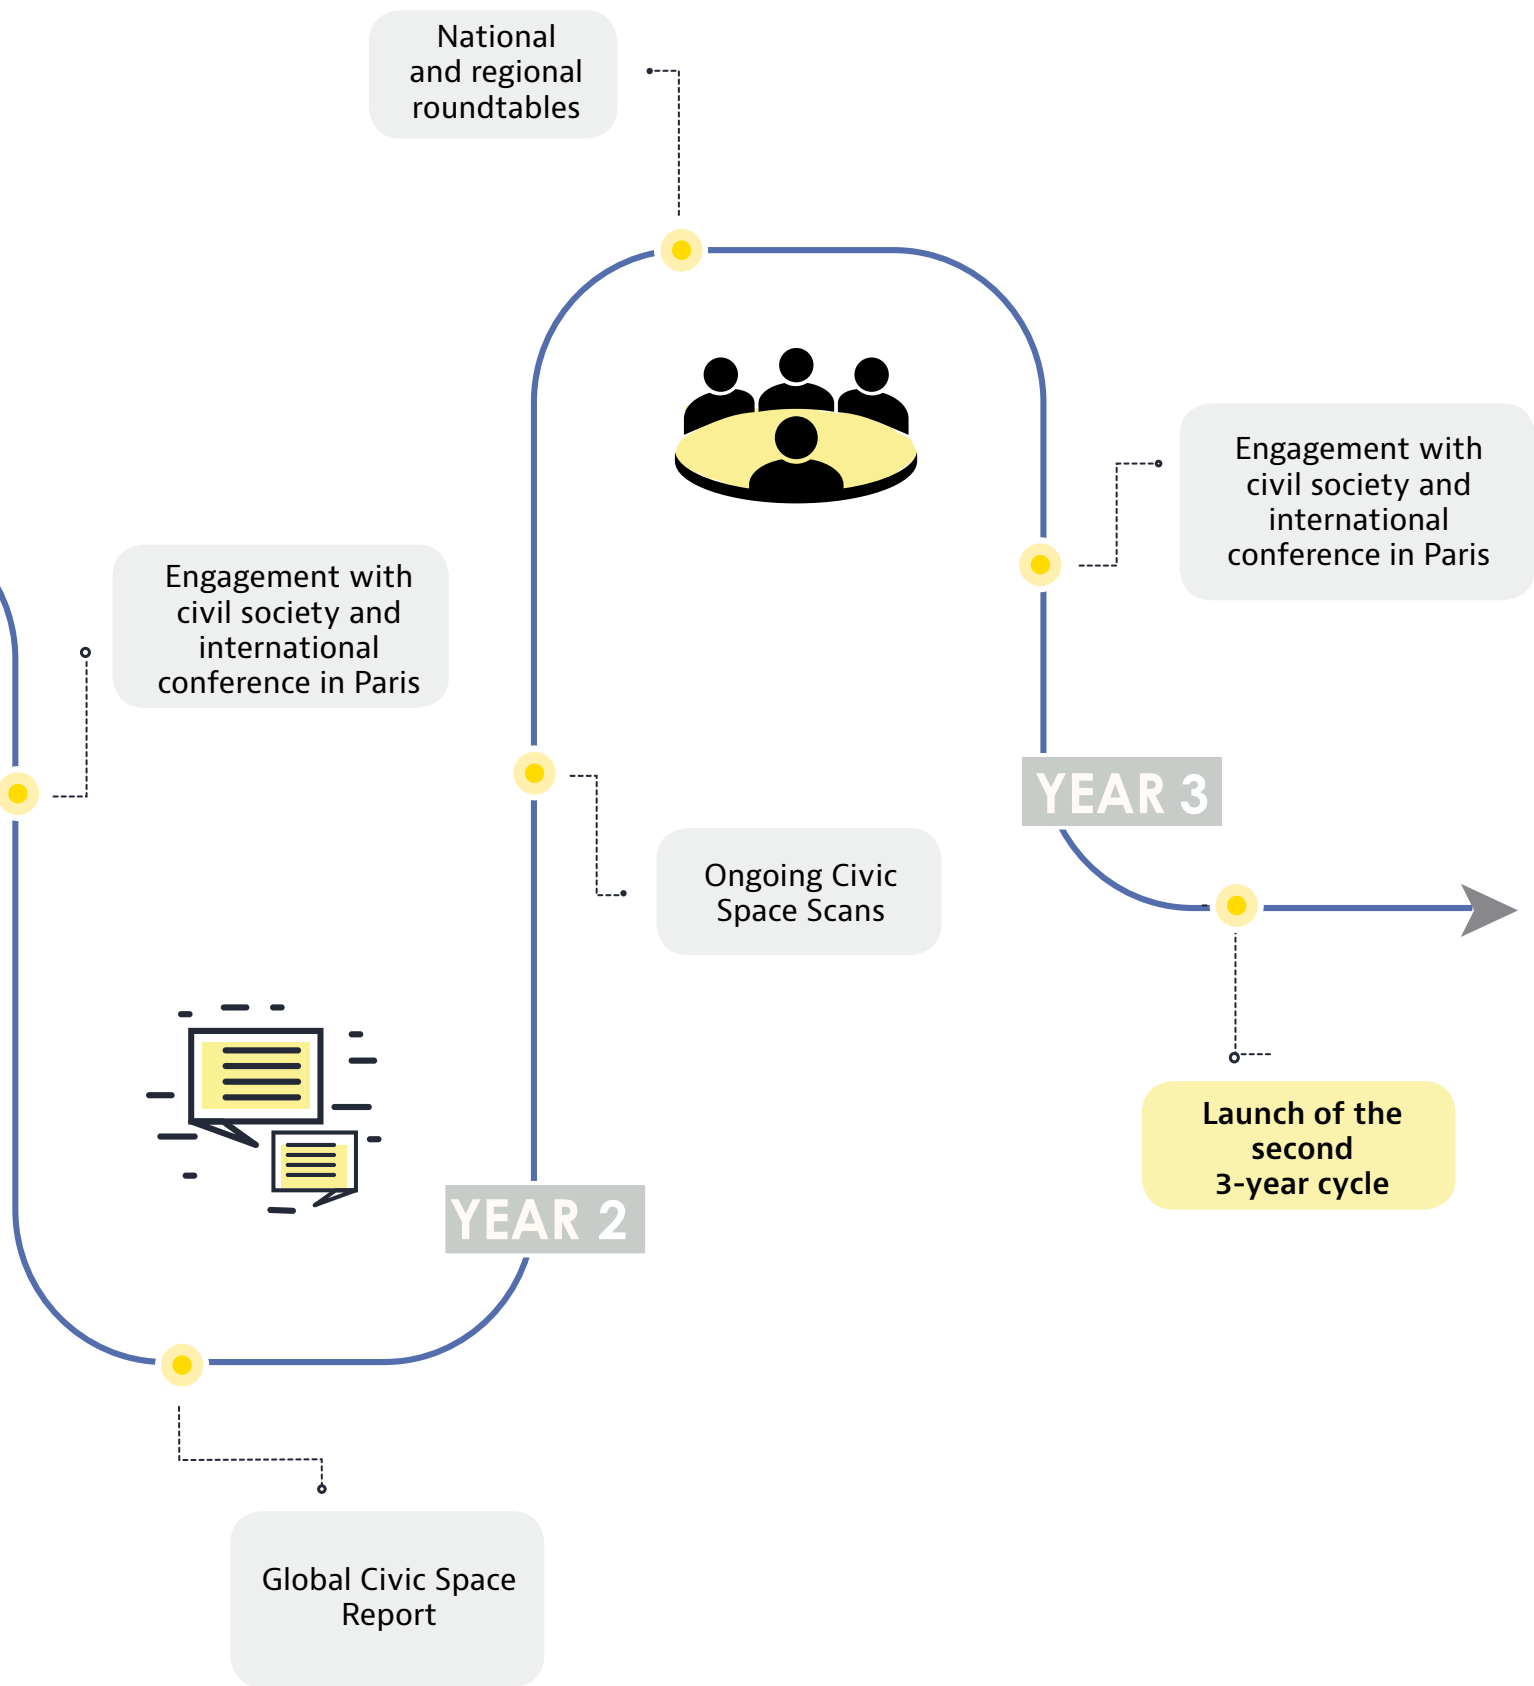 National
and regional
roundtables
Engagement with
civil society and
international
conference in Paris
Engagement with
civil society and
international
conference in Paris
YEAR 3
Ongoing Civic
Space Scans
Launch of the
second
3-year cycle
YEAR 2
Global Civic Space
Report